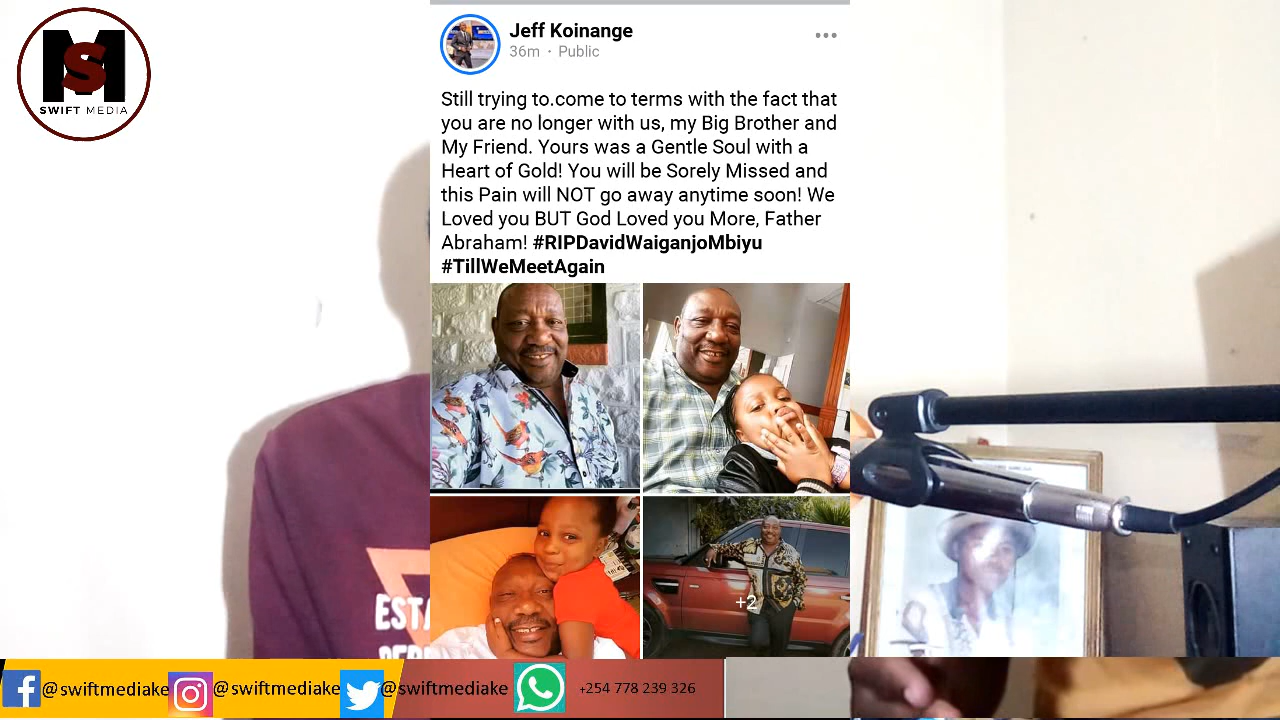 MS
SWIFT MEDIA
Jeff Koinange
36m · Public
Still trying to.come to terms with the fact that
you are no longer with us, my Big Brother and
My Friend. Yours was a Gentle Soul with a
Heart of Gold! You will be Sorely Missed and
this Pain will NOT go away anytime soon! We
Loved you BUT God Loved you More, Father
Abraham! #RIPDavidWaiganjoMbiyu
#TillWeMeetAgain
+2
ESTA
@swiftmediake @swiftmediake @swiftmediake +254 778 239 326